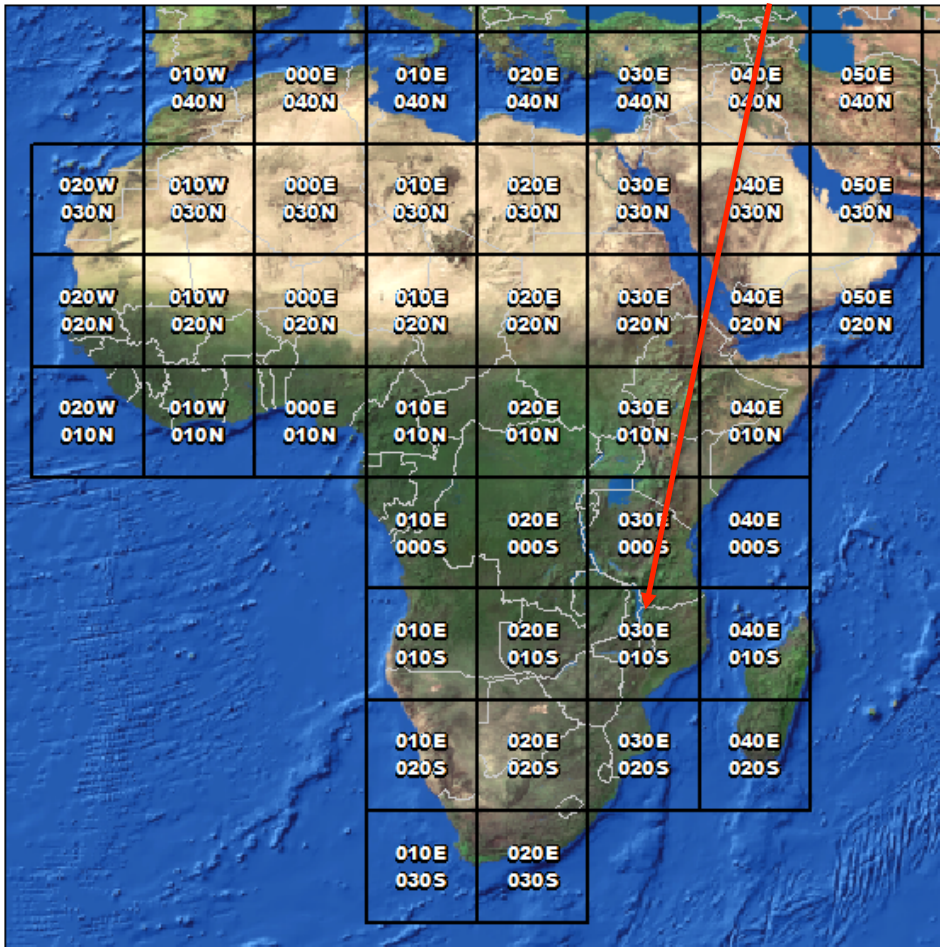 010W 000E 010E 020E 030E 040E 050E
040N 040N 040N 040N 040N 040N 040N
020W 010W 000E 010E 020E 030E 040E 050E
030N 030N 030N 030N 030N 030N 030N 030N
020W 010W 000E 010E 020E 030E 040E 050E
020N 020N 020N 020N 020N 020N 020N 020N
020W 010W 000E 010E 020E 030E 040E
010N 010N 010N 010N 010N 010N 010N
010E 020E 030E 040E
000S 000S 000S 000S
010E 020E 030E 040E
010S 010S 010S 010S
010E 020E 030E 040E
020S 020S 020S 020S
010E 020E
030S 030S